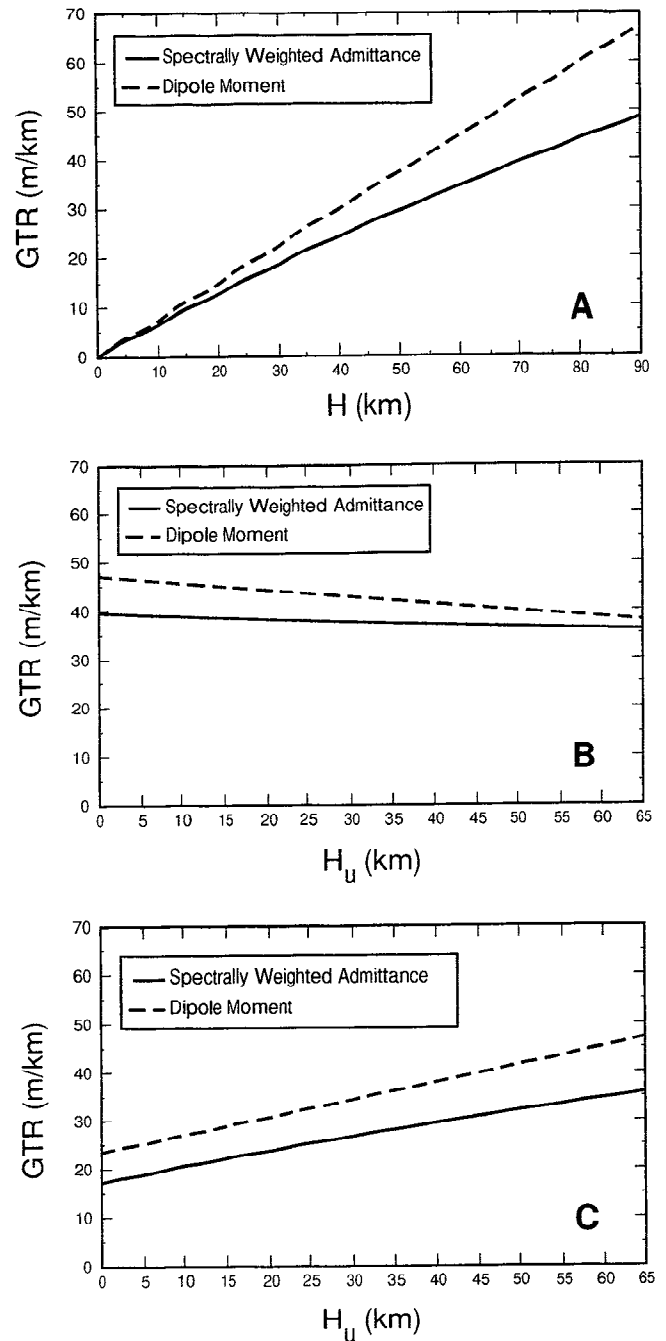 70
60
50
40
30
20
10
0
GTR (m/km)
Spectrally Weighted Admittance
Dipole Moment
A
0 10 20 30 40 50 60 70 80 90
H (km)
70
60
50
40
30
20
10
0
GTR (m/km)
Spectrally Weighted Admittance
Dipole Moment
B
0 5 10 15 20 25 30 35 40 45 50 55 60 65
Hu (km)
70
60
50
40
30
20
10
0
GTR (m/km)
Spectrally Weighted Admittance
Dipole Moment
C
0 5 10 15 20 25 30 35 40 45 50 55 60 65
Hu (km)